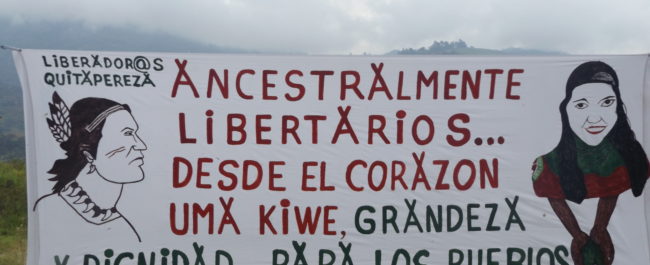 LIBERADOR@S
QUITAPEREZA
ANCESTRALMENTE
LIBERTARIOS...
DESDE EL CORAZON
UMA KIWE, GRANDEZA
Y DIGNIDAD PARA LOS PUEBLOS